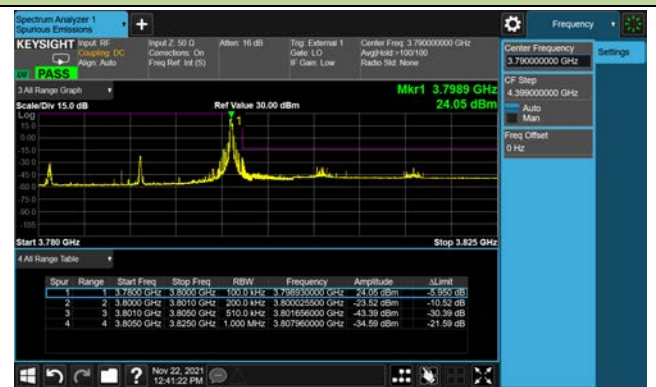 Spectrum Analyzer 1
Spurious Emissions
Frequency
KEYSIGHT Input: RF
Coupling: DC
Align: Auto
Input Z: 50 Ω
Corrections: On
Freq Ref: Int (S)
Atten: 16 dB
Trig: External 1
Gate: LO
IF Gain: Low
Center Freq: 3.790000000 GHz
Avg|Hold:>100/100
Radio Std: None
PASS
3 All Range Graph
Mkr1 3.7989 GHz
24.05 dBm
Scale/Div 15.0 dB
Ref Value 30.00 dBm
Log
15.0
0.00
-15.0
-30.0
-45.0
-60.0
-75.0
-90.0
-105
1
Start 3.780 GHz
Stop 3.825 GHz
4 All Range Table
Spur Range Start Freq Stop Freq RBW Frequency Amplitude ΔLimit
1 1 3.7800 GHz 3.8000 GHz 100.0 kHz 3.798930000 GHz 24.05 dBm -5.950 dB
2 2 3.8000 GHz 3.8010 GHz 200.0 kHz 3.800025500 GHz -23.52 dBm -10.52 dB
3 3 3.8010 GHz 3.8050 GHz 510.0 kHz 3.801656000 GHz -43.39 dBm -30.39 dB
4 4 3.8050 GHz 3.8250 GHz 1.000 MHz 3.807960000 GHz -34.59 dBm -21.59 dB
Nov 22, 2021
12:41:22 PM
Center Frequency
3.790000000 GHz
Settings
CF Step
4.399000000 GHz
Auto
Man
Freq Offset
0 Hz